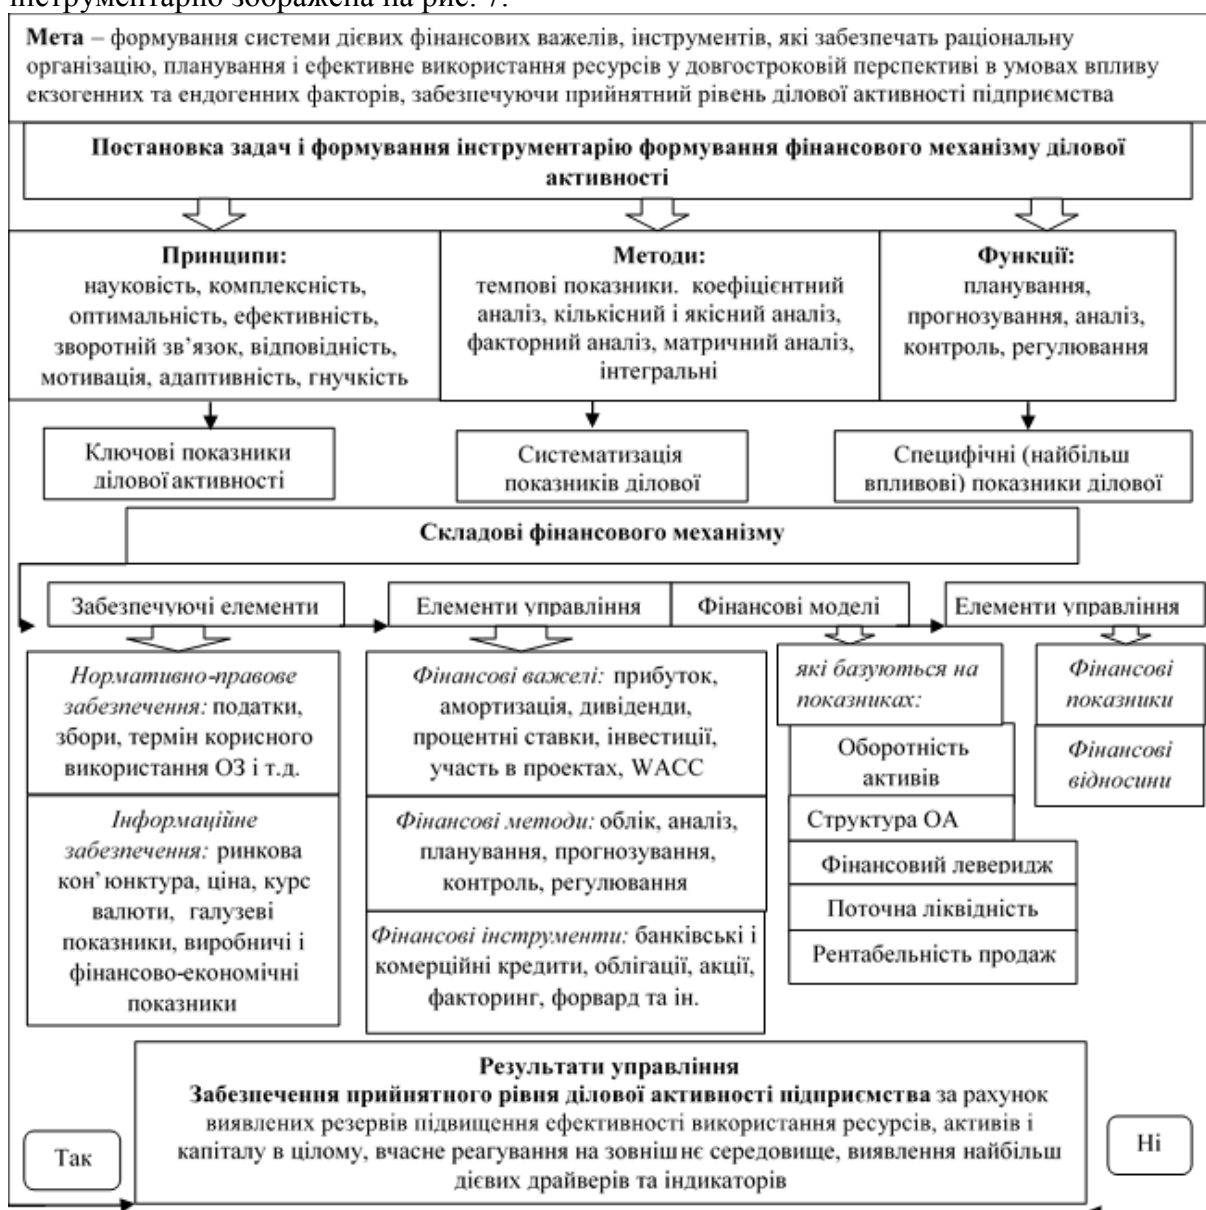 інструментарію зображена на рис. 7.
Мета – формування системи дієвих фінансових важелів, інструментів, які забезпечать раціональну
організацію, планування і ефективне використання ресурсів у довгостроковій перспективі в умовах впливу
екзогенних та ендогенних факторів, забезпечуючи прийнятний рівень ділової активності підприємства
Постановка задач і формування інструментарію формування фінансового механізму ділової
активності
Принципи:
науковість, комплексність,
оптимальність, ефективність,
зворотній зв’язок, відповідність,
мотивація, адаптивність, гнучкість
Методи:
темпові показники. коефіцієнтний
аналіз, кількісний і якісний аналіз,
факторний аналіз, матричний аналіз,
інтегральні
Функції:
планування,
прогнозування, аналіз,
контроль, регулювання
Ключові показники
ділової активності
Систематизація
показників ділової
Специфічні (найбільш
впливові) показники ділової
Складові фінансового механізму
Забезпечуючі елементи
Елементи управління
Фінансові моделі
Елементи управління
Нормативно-правове
забезпечення: податки,
збори, термін корисного
використання ОЗ і т.д.
Інформаційне
забезпечення: ринкова
кон’юнктура, ціна, курс
валюти, галузеві
показники, виробничі і
фінансово-економічні
показники
Фінансові важелі: прибуток,
амортизація, дивіденди,
процентні ставки, інвестиції,
участь в проектах, WACC
Фінансові методи: облік, аналіз,
планування, прогнозування,
контроль, регулювання
Фінансові інструменти: банківські і
комерційні кредити, облігації, акції,
факторинг, форвард та ін.
які базуються на
показниках:
Оборотність
активів
Структура ОА
Фінансовий леверидж
Поточна ліквідність
Рентабельність продаж
Фінансові
показники
Фінансові
відносини
Результати управління
Забезпечення прийнятного рівня ділової активності підприємства за рахунок
виявлених резервів підвищення ефективності використання ресурсів, активів і
капіталу в цілому, вчасне реагування на зовнішнє середовище, виявлення найбільш
дієвих драйверів та індикаторів
Так
Ні